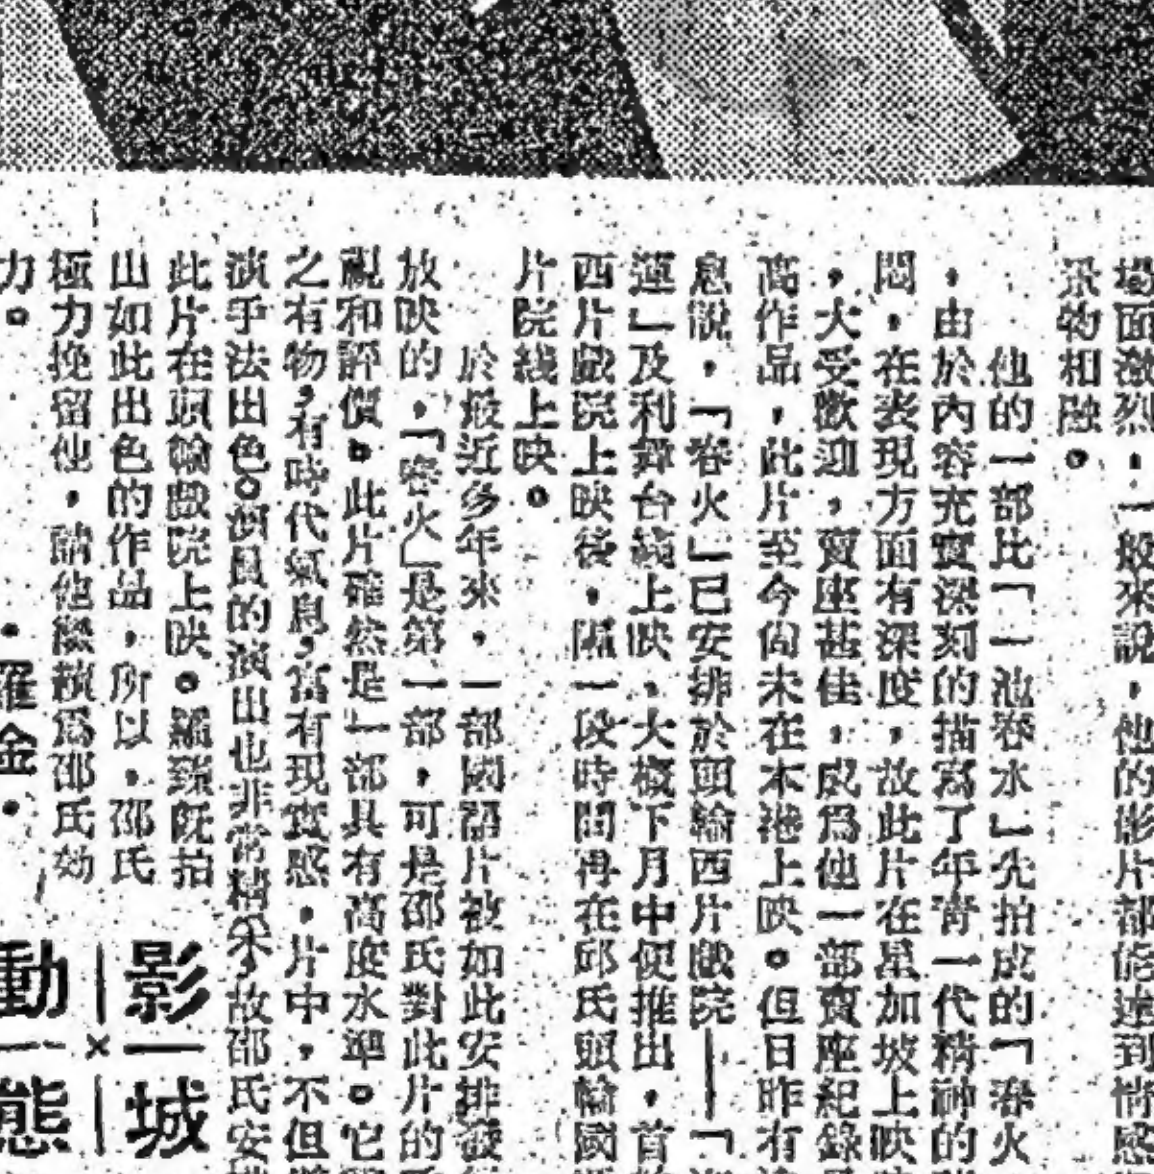 場面激烈，一般來説，他的影片都能達到情感
景物相融。
他的一部比「一池春水」先拍成的「春火
，由於內容充實深刻的描寫了年青一代精神的
悶，在表現方面有深度，故此片在星加坡上映
，大受歡迎，賣座甚佳，成爲他一部賣座紀錄
高作品，此片至今尚未在本港上映。但日昨有
息説，「春火」已安排於頭輪西片戲院——「
運」及利舞台綫上映，大概下月中便推出，首
西片戲院上映後，隔一段時間再在邱氏頭輪國
片院綫上映。
於最近多年來，一部國語片被如此安排發
放映的，「春火」是第一部，可是邵氏對此片的
視和評價。此片確然是一部具有高度水準。它
之有物，有時代氣息，富有現實感，片中，不但
演手法出色。演員的演出也非常精采，故邵氏安
此片在頭輪戲院上映。編𤦌旣拍
山如此出色的作品，所以，邵氏
極力挽留他，請他繼續爲邵氏効
力。
・羅金・
影城
動態